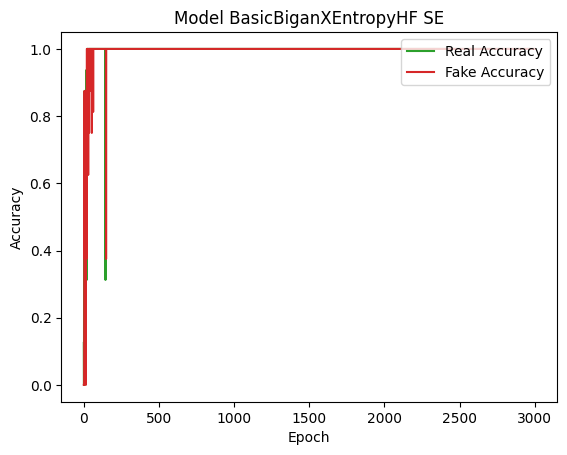 Model BasicBiganXEntropyHF SE
Accuracy
1.0
0.8
0.6
0.4
0.2
0.0
Real Accuracy
Fake Accuracy
0 500 1000 1500 2000 2500 3000
Epoch